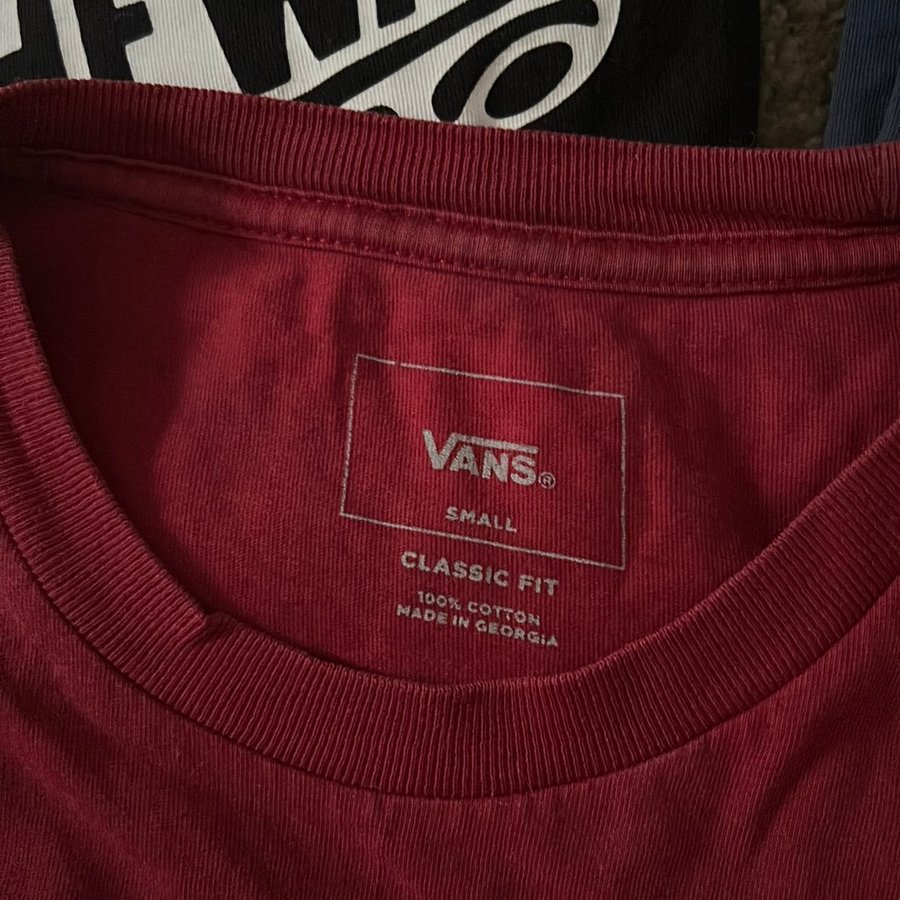 VANS®
SMALL
CLASSIC FIT
100% COTTON
MADE IN GEORGIA